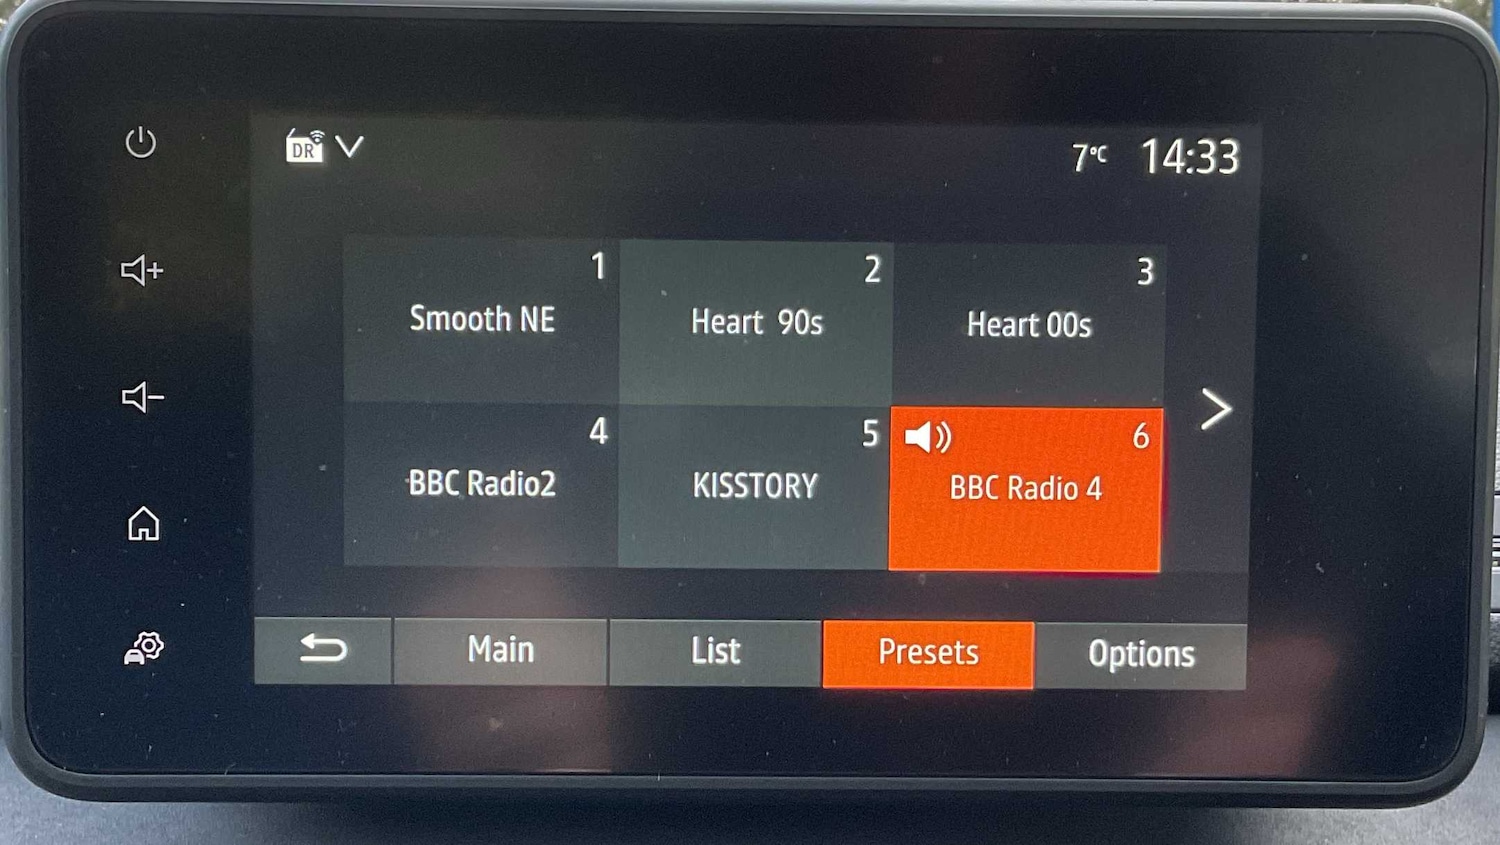 DR
7°C 14:33
1
Smooth NE
2
Heart 90s
3
Heart 00s
4
BBC Radio2
5
KISSTORY
6
BBC Radio 4
Main
List
Presets
Options